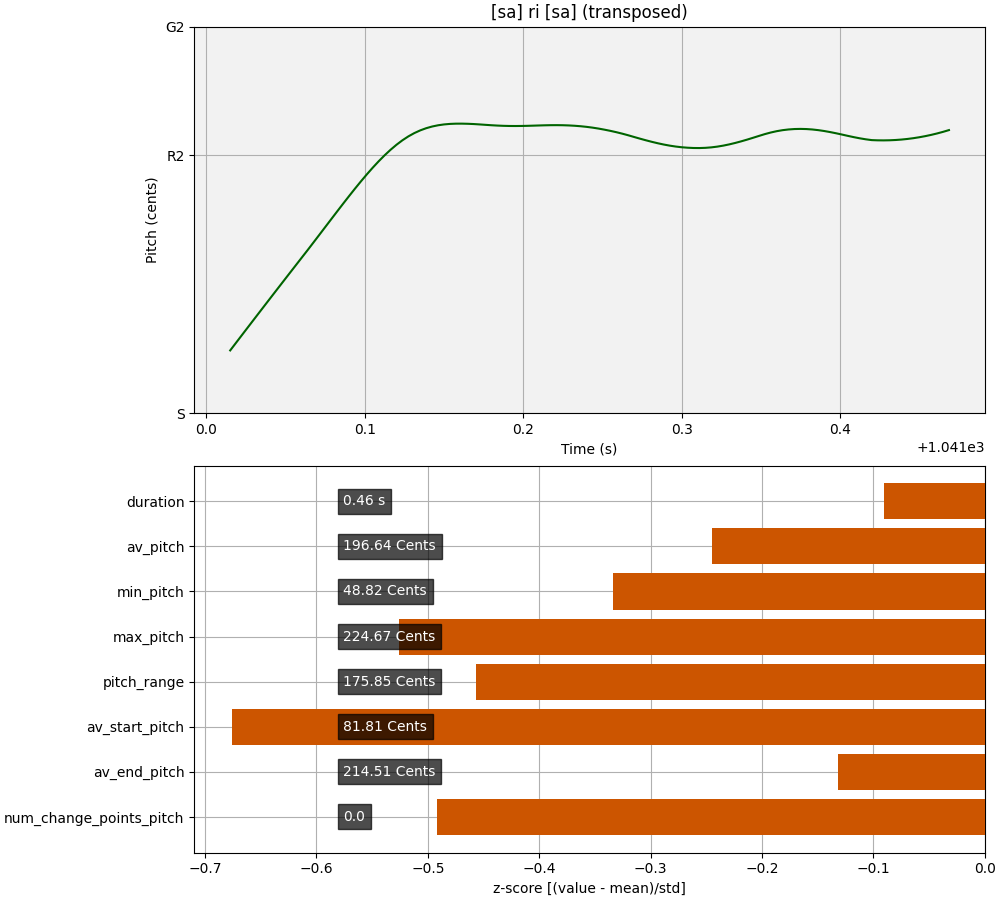 [sa] ri [sa] (transposed)
G2
R2
S
Pitch (cents)
0.0 0.1 0.2 0.3 0.4
Time (s)
+1.041e3
duration 0.46 s
av_pitch 196.64 Cents
min_pitch 48.82 Cents
max_pitch 224.67 Cents
pitch_range 175.85 Cents
av_start_pitch 81.81 Cents
av_end_pitch 214.51 Cents
num_change_points_pitch 0.0
−0.7 −0.6 −0.5 −0.4 −0.3 −0.2 −0.1 0.0
z-score [(value - mean)/std]